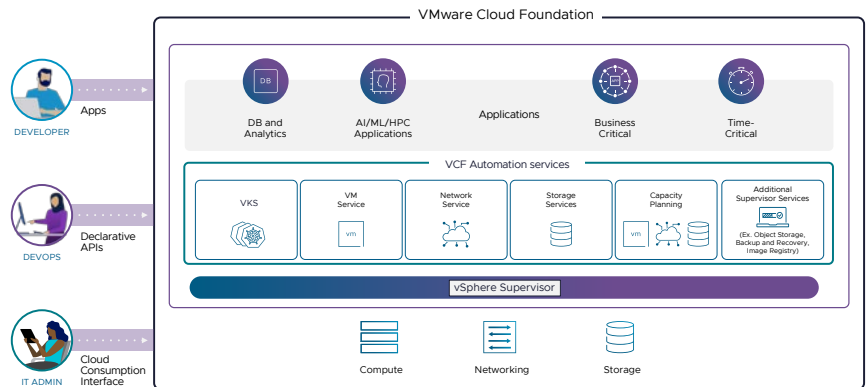 VMware Cloud Foundation
DB
API
DB and
Analytics
AI/ML/HPC
Applications
Applications
Business
Critical
Time-
Critical
Apps
DEVELOPER
VCF Automation services
VKS
VM
Service
vm
Network
Service
Storage
Services
Capacity
Planning
vm
Additional
Supervisor Services
(Ex. Object Storage,
Backup and Recovery,
Image Registry)
Declarative
APIs
DEVOPS
vSphere Supervisor
Cloud
Consumption
Interface
IT ADMIN
Compute
Networking
Storage